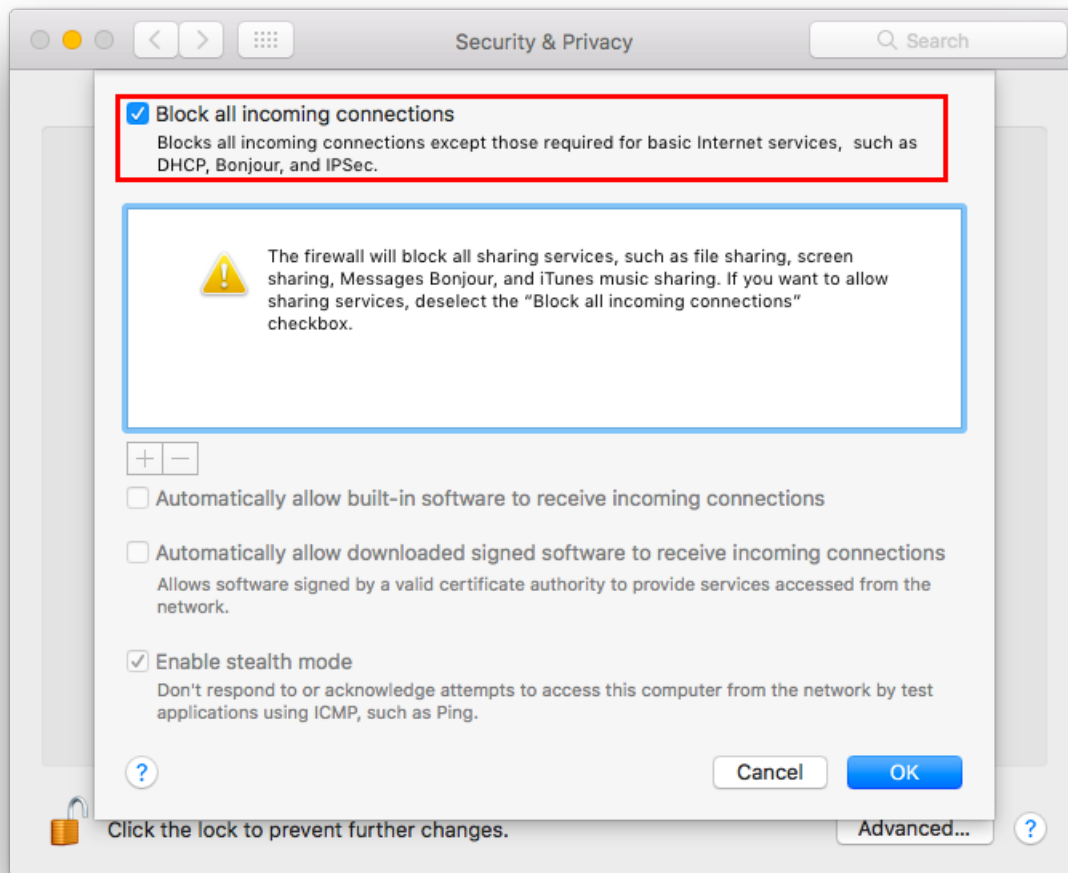 Security & Privacy
Search
Block all incoming connections
Blocks all incoming connections except those required for basic Internet services,  such as
DHCP, Bonjour, and IPSec.
The firewall will block all sharing services, such as file sharing, screen
sharing, Messages Bonjour, and iTunes music sharing. If you want to allow
sharing services, deselect the “Block all incoming connections”
checkbox.
Automatically allow built-in software to receive incoming connections
Automatically allow downloaded signed software to receive incoming connections
Allows software signed by a valid certificate authority to provide services accessed from the
network.
Enable stealth mode
Don't respond to or acknowledge attempts to access this computer from the network by test
applications using ICMP, such as Ping.
? Cancel OK
Click the lock to prevent further changes. Advanced... ?